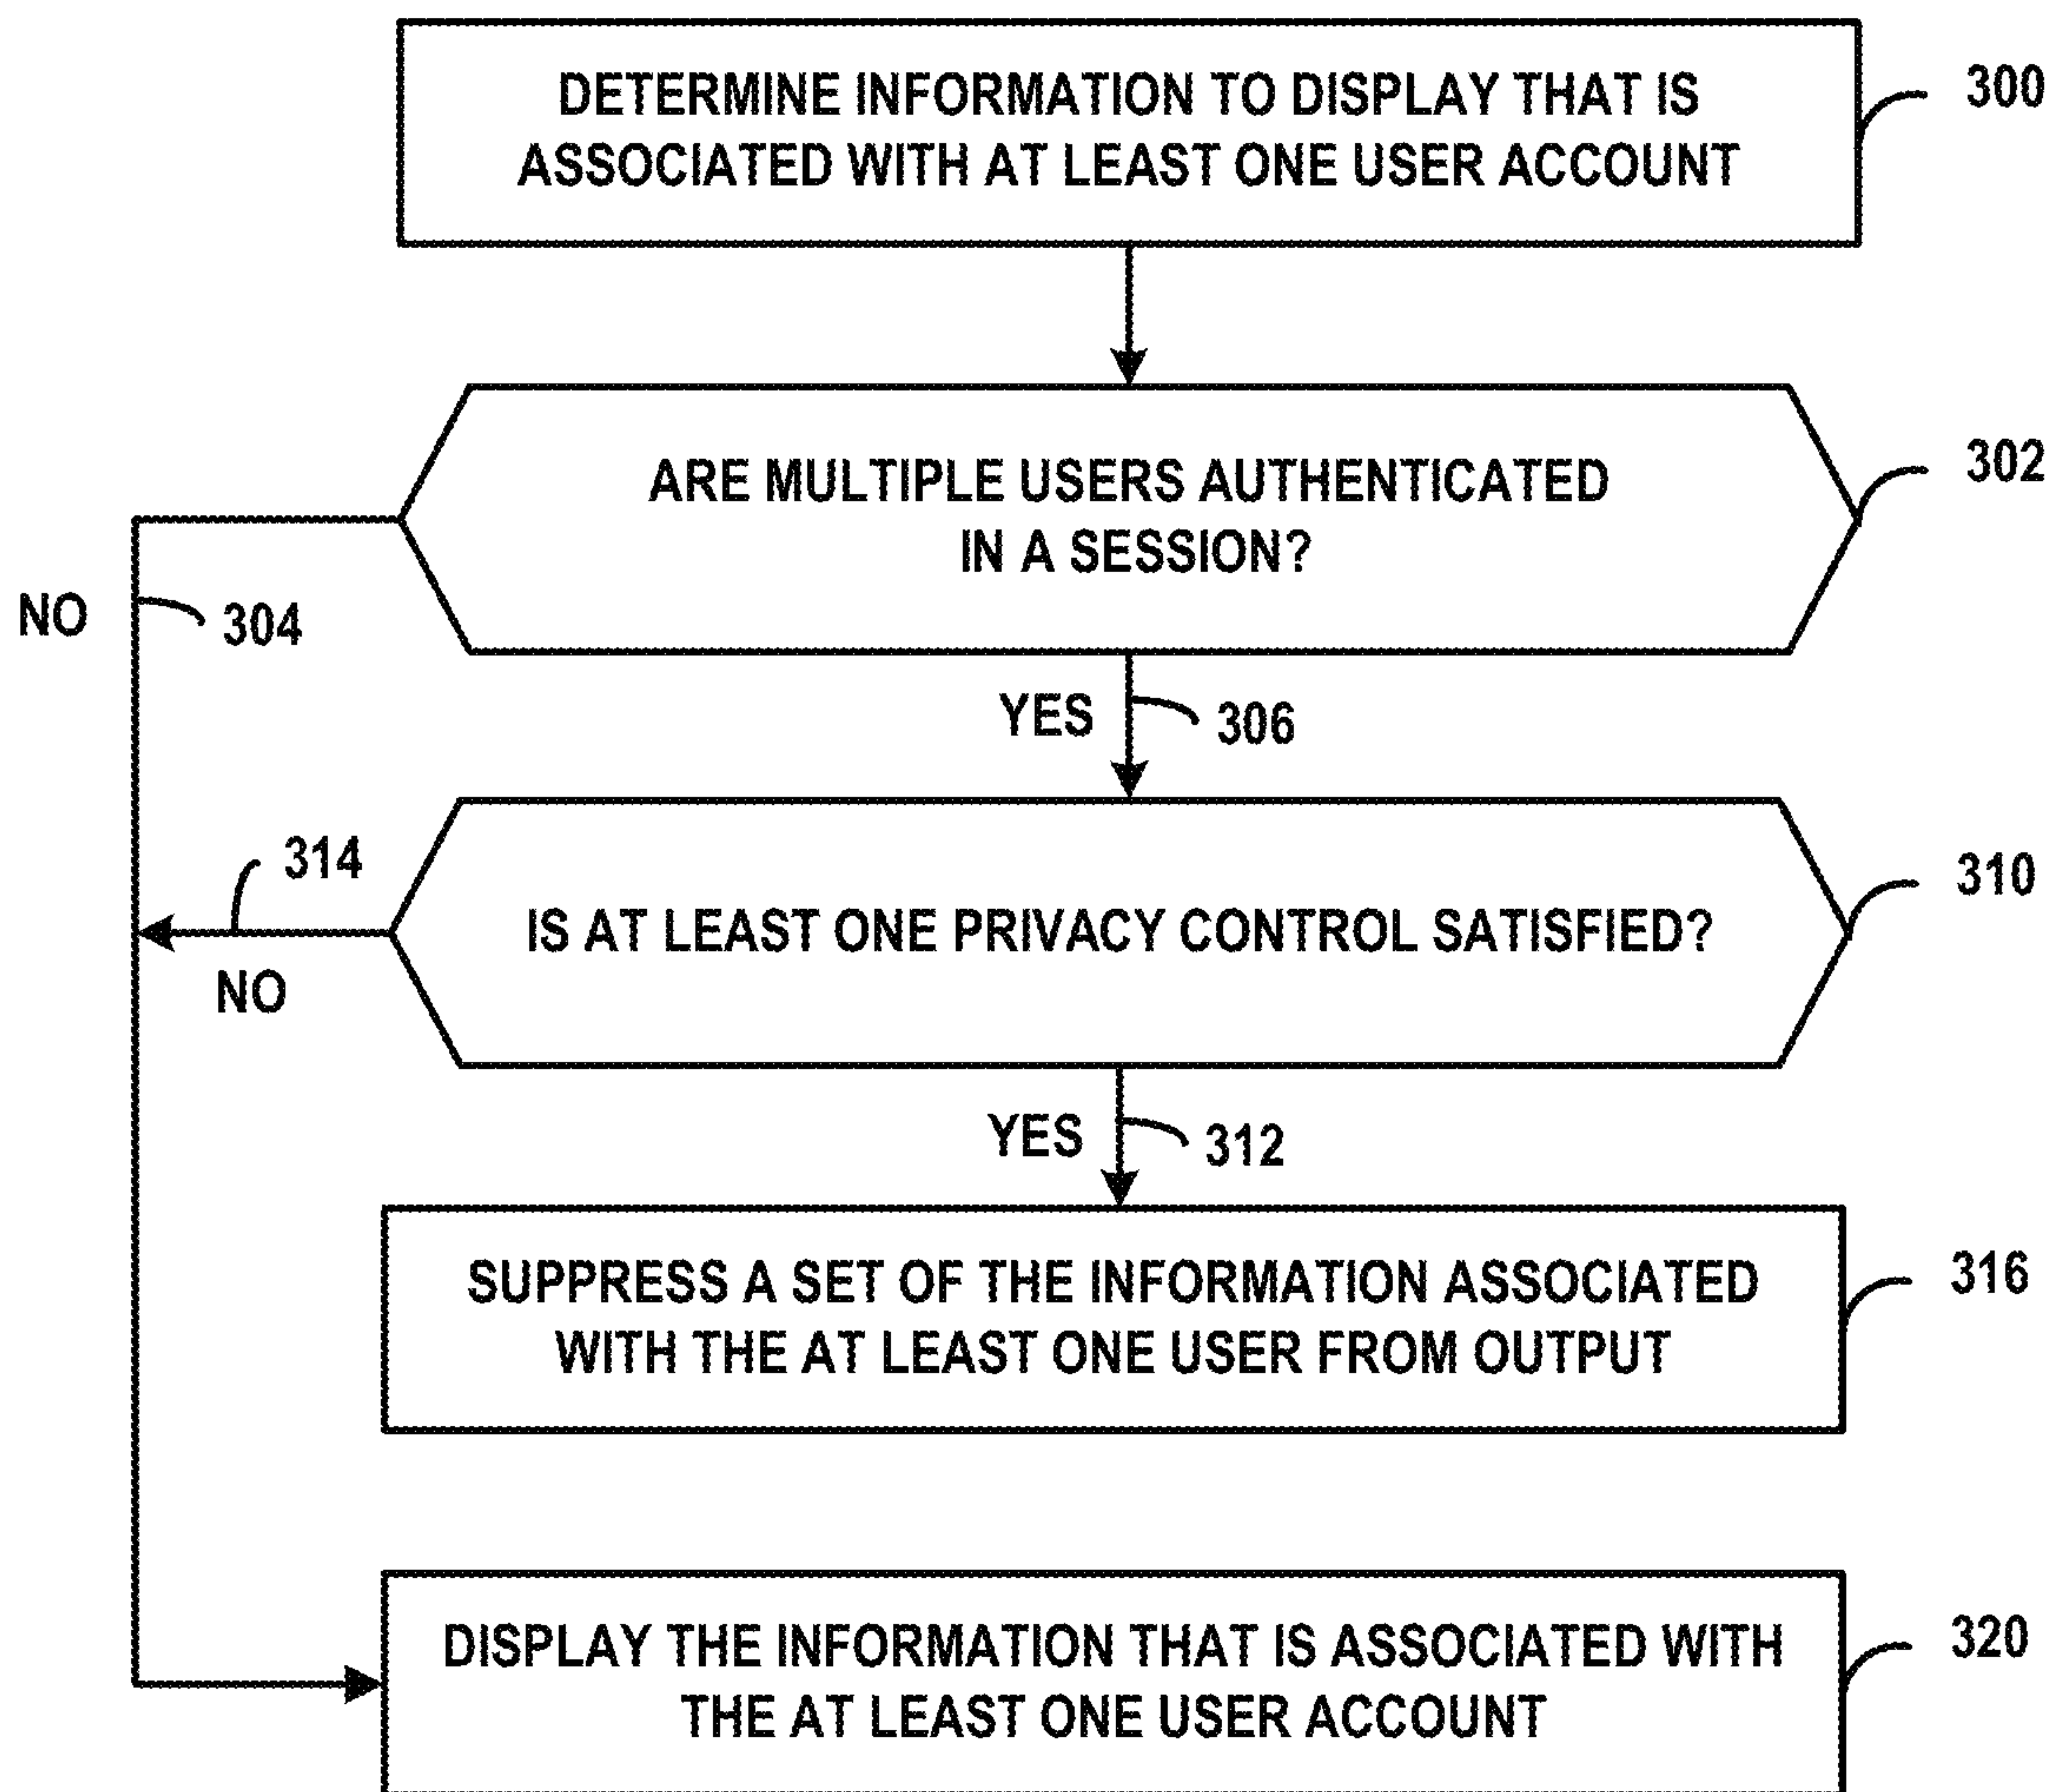 DETERMINE INFORMATION TO DISPLAY THAT IS
ASSOCIATED WITH AT LEAST ONE USER ACCOUNT
300
ARE MULTIPLE USERS AUTHENTICATED
IN A SESSION?
302
NO
304
YES
306
314
IS AT LEAST ONE PRIVACY CONTROL SATISFIED?
310
NO
YES
312
SUPPRESS A SET OF THE INFORMATION ASSOCIATED
WITH THE AT LEAST ONE USER FROM OUTPUT
316
DISPLAY THE INFORMATION THAT IS ASSOCIATED WITH
THE AT LEAST ONE USER ACCOUNT
320